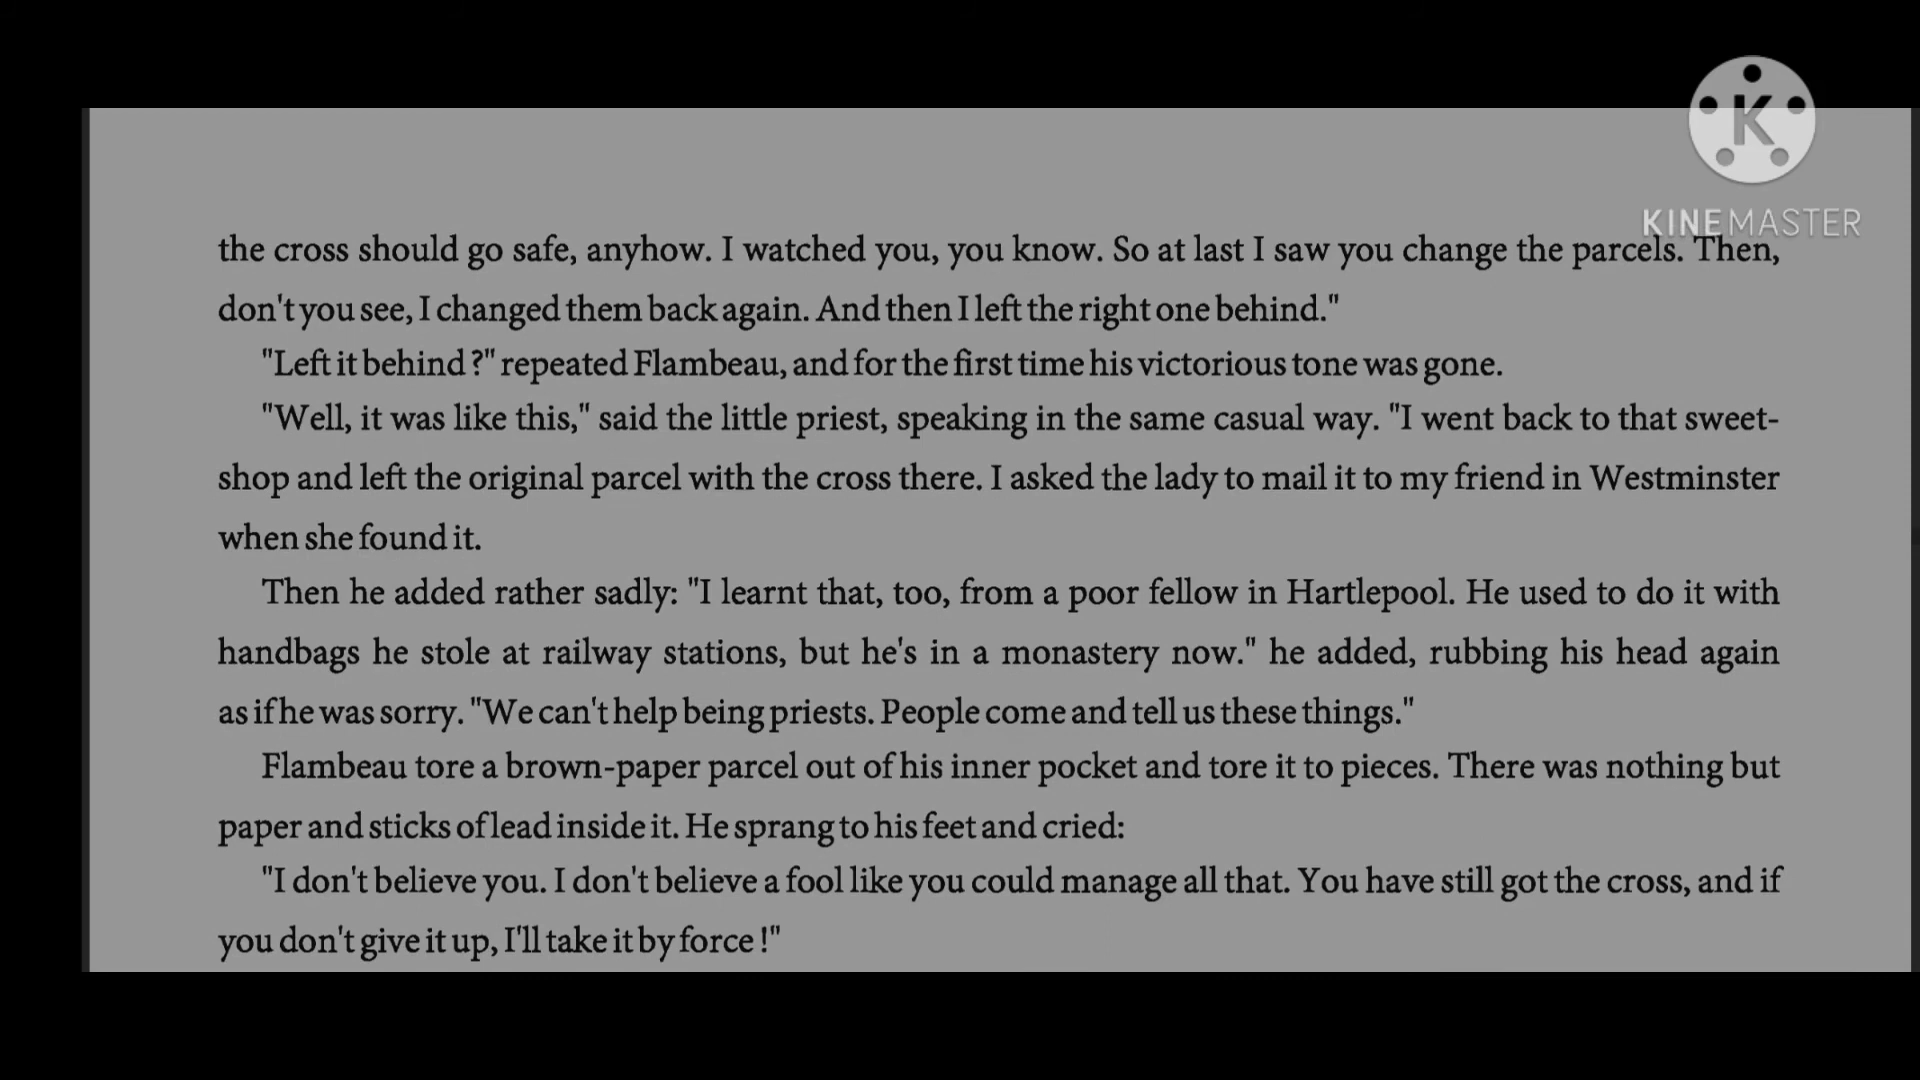 K
KINEMASTER
the cross should go safe, anyhow. I watched you, you know. So at last I saw you change the parcels. Then,
don't you see, I changed them back again. And then I left the right one behind."
"Left it behind ?" repeated Flambeau, and for the first time his victorious tone was gone.
"Well, it was like this," said the little priest, speaking in the same casual way. "I went back to that sweet-
shop and left the original parcel with the cross there. I asked the lady to mail it to my friend in Westminster
when she found it.
Then he added rather sadly: "I learnt that, too, from a poor fellow in Hartlepool. He used to do it with
handbags he stole at railway stations, but he's in a monastery now." he added, rubbing his head again
as if he was sorry. "We can't help being priests. People come and tell us these things."
Flambeau tore a brown-paper parcel out of his inner pocket and tore it to pieces. There was nothing but
paper and sticks of lead inside it. He sprang to his feet and cried:
"I don't believe you. I don't believe a fool like you could manage all that. You have still got the cross, and if
you don't give it up, I'll take it by force !"